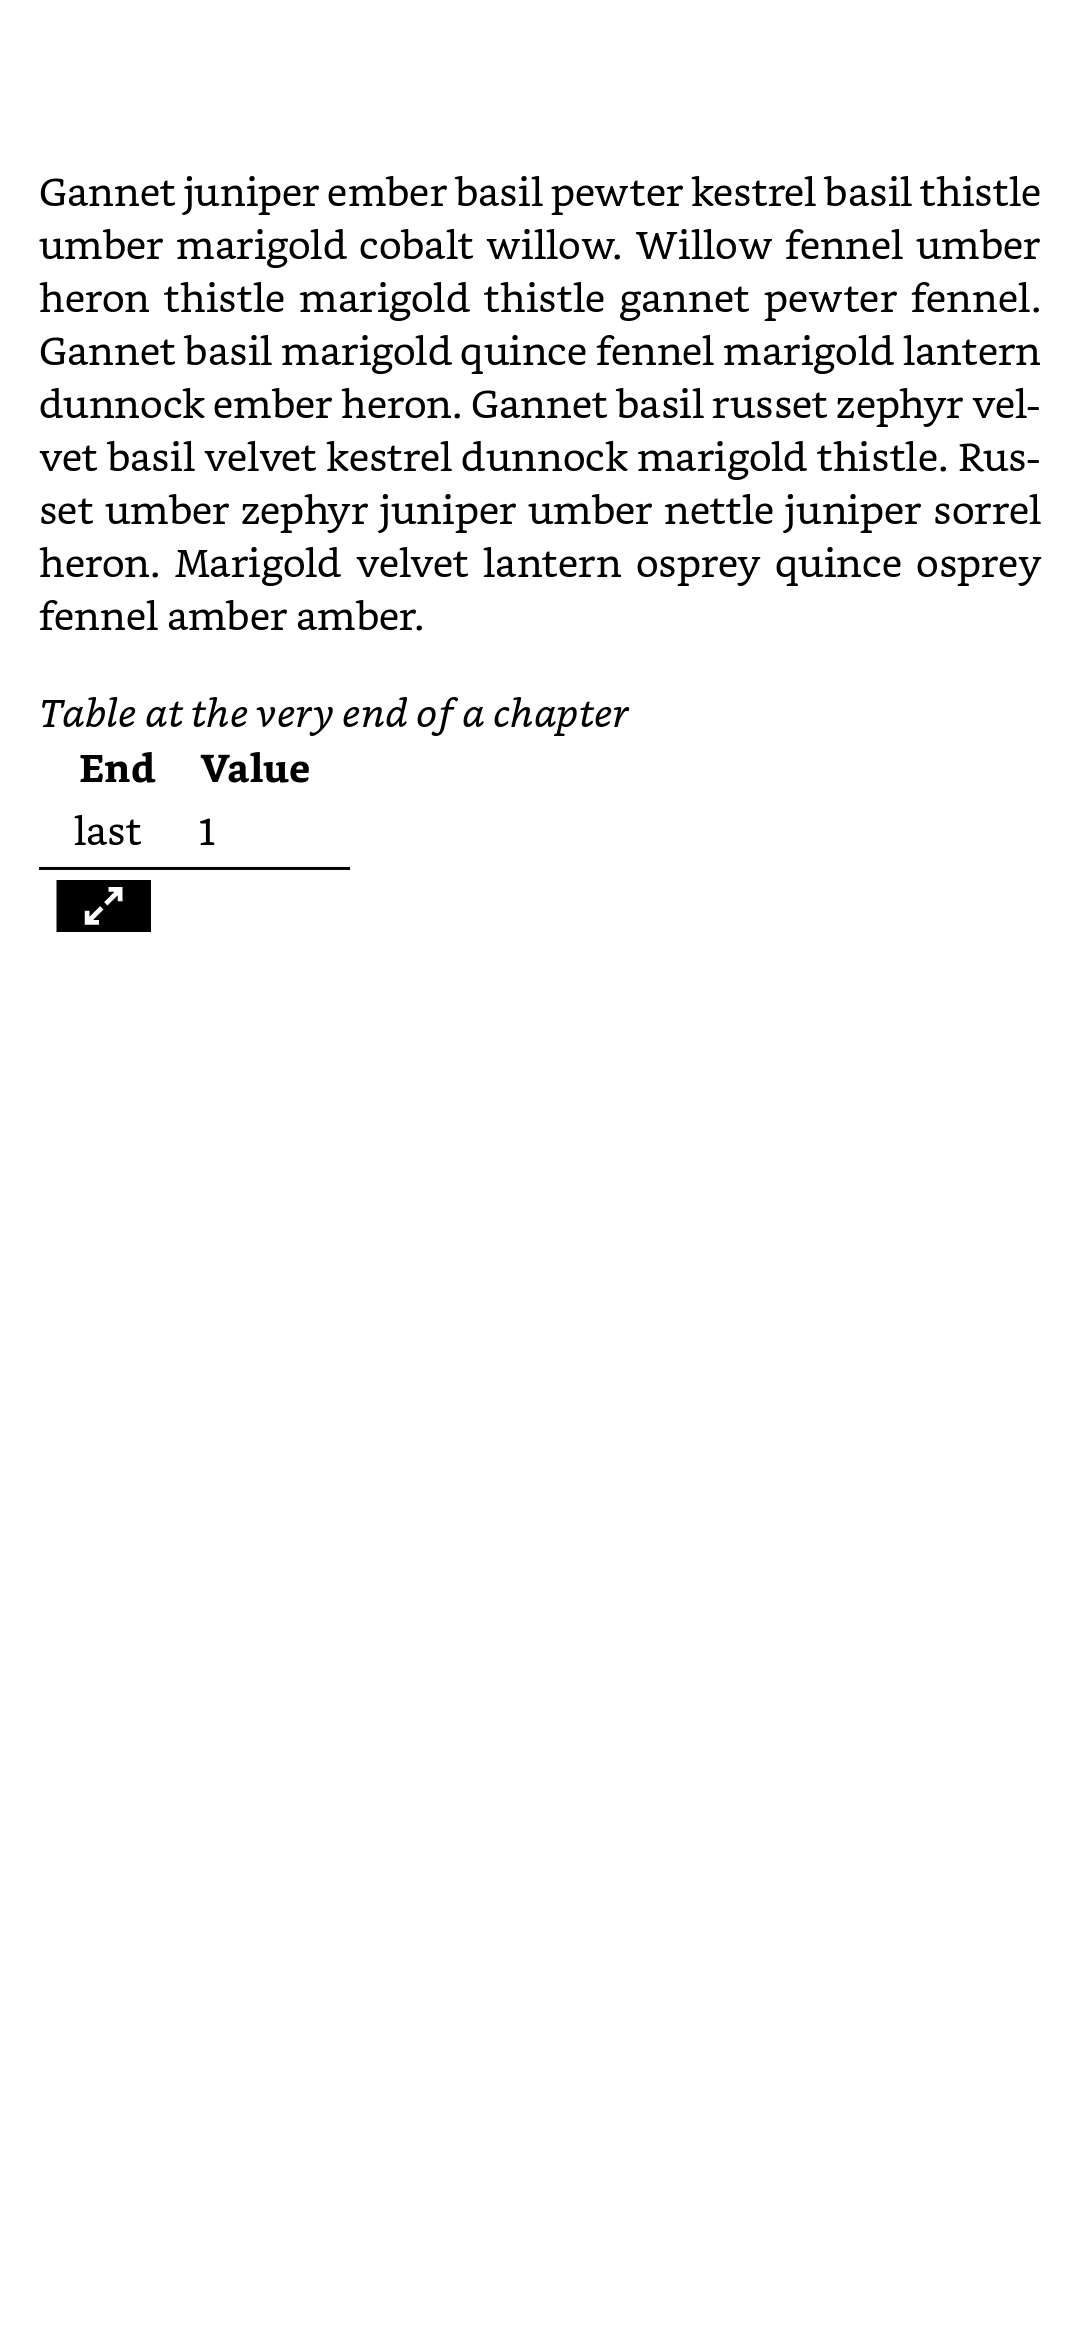 Gannet juniper ember basil pewter kestrel basil thistle
umber marigold cobalt willow. Willow fennel umber
heron thistle marigold thistle gannet pewter fennel.
Gannet basil marigold quince fennel marigold lantern
dunnock ember heron. Gannet basil russet zephyr vel-
vet basil velvet kestrel dunnock marigold thistle. Rus-
set umber zephyr juniper umber nettle juniper sorrel
heron. Marigold velvet lantern osprey quince osprey
fennel amber amber.
Table at the very end of a chapter
End Value
last 1